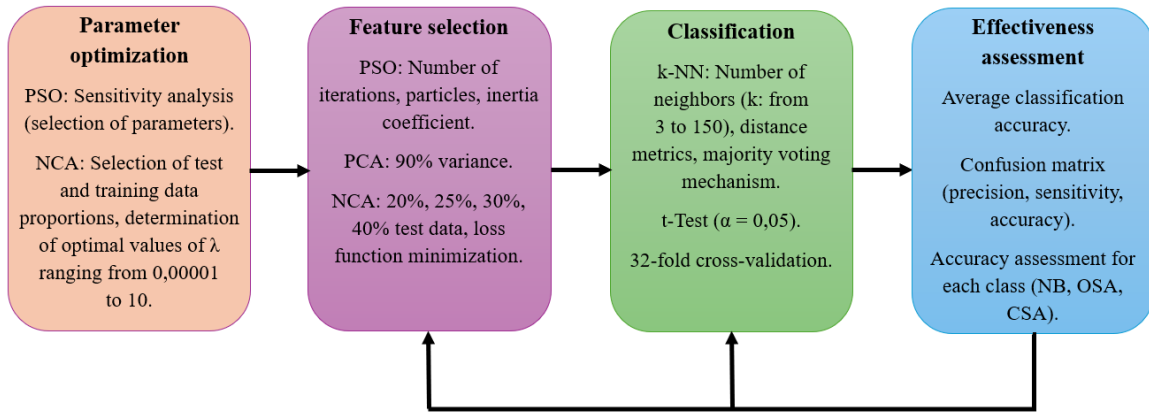 Parameter
optimization
PSO: Sensitivity analysis
(selection of parameters).
NCA: Selection of test
and training data
proportions, determination
of optimal values of λ
ranging from 0,00001
to 10.
Feature selection
PSO: Number of
iterations, particles, inertia
coefficient.
PCA: 90% variance.
NCA: 20%, 25%, 30%,
40% test data, loss
function minimization.
Classification
k-NN: Number of
neighbors (k: from
3 to 150), distance
metrics, majority voting
mechanism.
t-Test (α = 0,05).
32-fold cross-validation.
Effectiveness
assessment
Average classification
accuracy.
Confusion matrix
(precision, sensitivity,
accuracy).
Accuracy assessment for
each class (NB, OSA,
CSA).